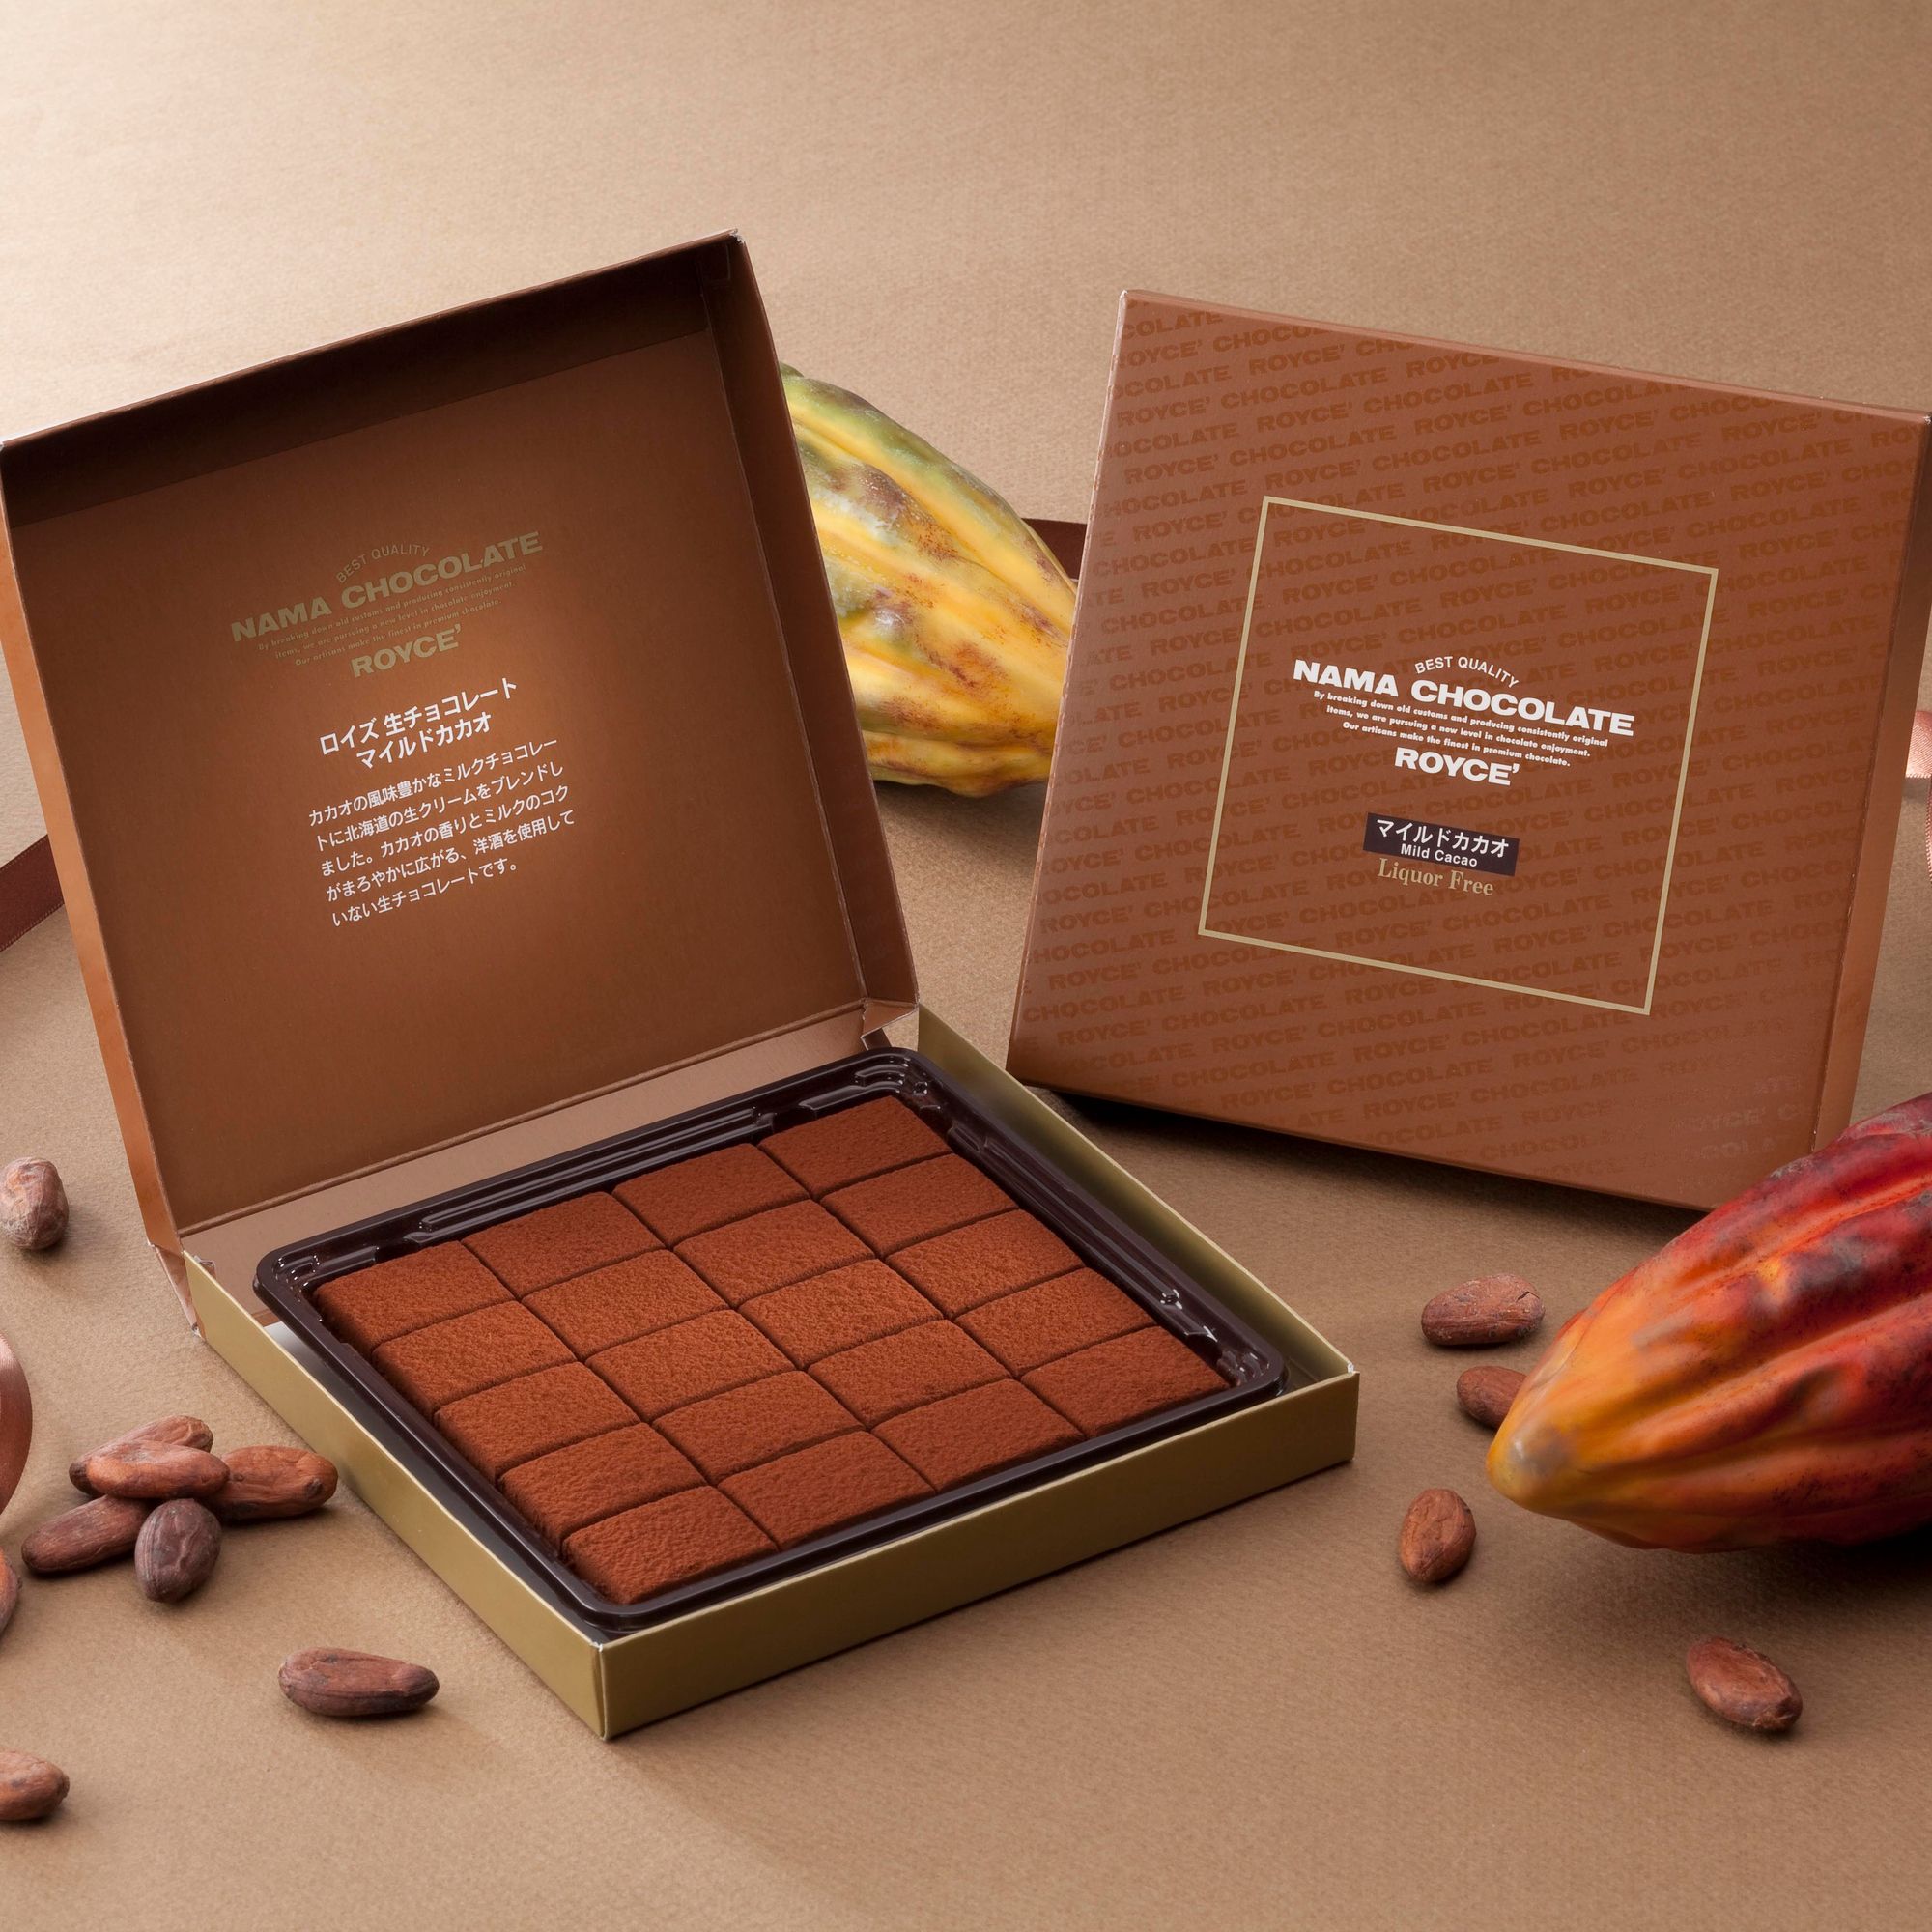 BEST QUALITY
NAMA CHOCOLATE
By breaking down old customs and producing consistently original
items, we are pursuing a new level in chocolate enjoyment.
Our artisans make the finest in premium chocolate.
ROYCE'
ロイズ 生チョコレート
マイルドカカオ
カカオの風味豊かなミルクチョコレー
トに北海道の生クリームをブレンドし
ました。カカオの香りとミルクのコク
がまろやかに広がる、洋酒を使用して
いない生チョコレートです。
BEST QUALITY
NAMA CHOCOLATE
By breaking down old customs and producing consistently original
items, we are pursuing a new level in chocolate enjoyment.
Our artisans make the finest in premium chocolate.
ROYCE'
マイルドカカオ
Mild Cacao
Liquor Free
ROYCE' CHOCOLATE